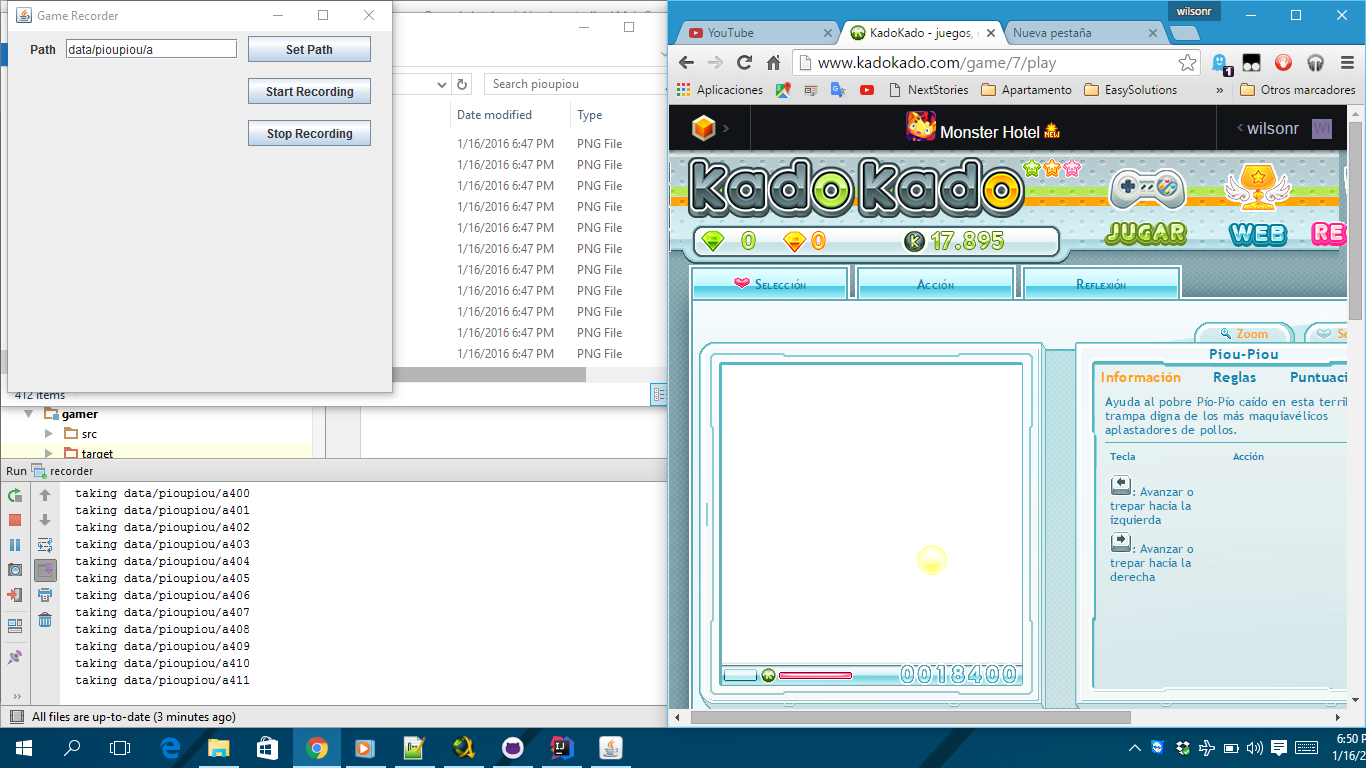 Game Recorder
Path data/pioupiou/a Set Path
Start Recording
Stop Recording
Search pioupiou
Date modified Type
1/16/2016 6:47 PM PNG File
1/16/2016 6:47 PM PNG File
1/16/2016 6:47 PM PNG File
1/16/2016 6:47 PM PNG File
1/16/2016 6:47 PM PNG File
1/16/2016 6:47 PM PNG File
1/16/2016 6:47 PM PNG File
1/16/2016 6:47 PM PNG File
1/16/2016 6:47 PM PNG File
1/16/2016 6:47 PM PNG File
1/16/2016 6:47 PM PNG File
412 items
gamer
src
target
Run recorder
taking data/pioupiou/a400
taking data/pioupiou/a401
taking data/pioupiou/a402
taking data/pioupiou/a403
taking data/pioupiou/a404
taking data/pioupiou/a405
taking data/pioupiou/a406
taking data/pioupiou/a407
taking data/pioupiou/a408
taking data/pioupiou/a409
taking data/pioupiou/a410
taking data/pioupiou/a411
All files are up-to-date (3 minutes ago)
wilsonr
YouTube KadoKado - juegos, Nueva pestaña
www.kadokado.com/game/7/play 1
Aplicaciones NextStories Apartamento EasySolutions » Otros marcadores
Monster Hotel NEW wilsonr WI
KadoKado
JUGAR WEB RE
0 0 K 17.895
Selección Acción Reflexión
Zoom Se
Piou-Piou
Información Reglas Puntuaci
Ayuda al pobre Pío-Pío caído en esta terrib
trampa digna de los más maquiavélicos
aplastadores de pollos.
Tecla Acción
: Avanzar o
trepar hacia la
izquierda
: Avanzar o
trepar hacia la
derecha
0018400
6:50 P
1/16/2